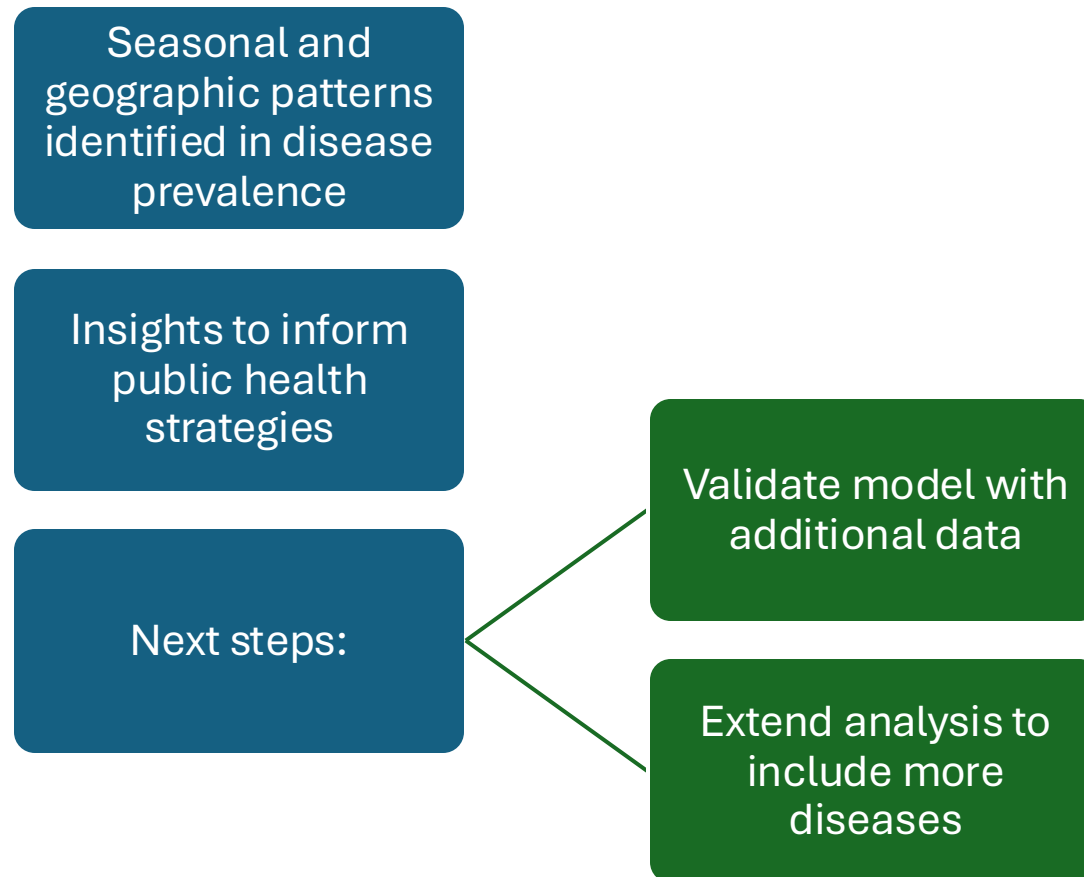 Seasonal and
geographic patterns
identified in disease
prevalence
Insights to inform
public health
strategies
Next steps:
Validate model with
additional data
Extend analysis to
include more
diseases